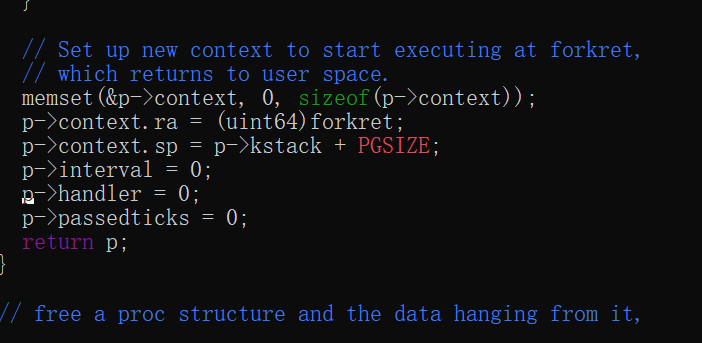 }
// Set up new context to start executing at forkret,
// which returns to user space.
memset(&p->context, 0, sizeof(p->context));
p->context.ra = (uint64)forkret;
p->context.sp = p->kstack + PGSIZE;
p->interval = 0;
p->handler = 0;
p->passedticks = 0;
return p;
}
// free a proc structure and the data hanging from it,